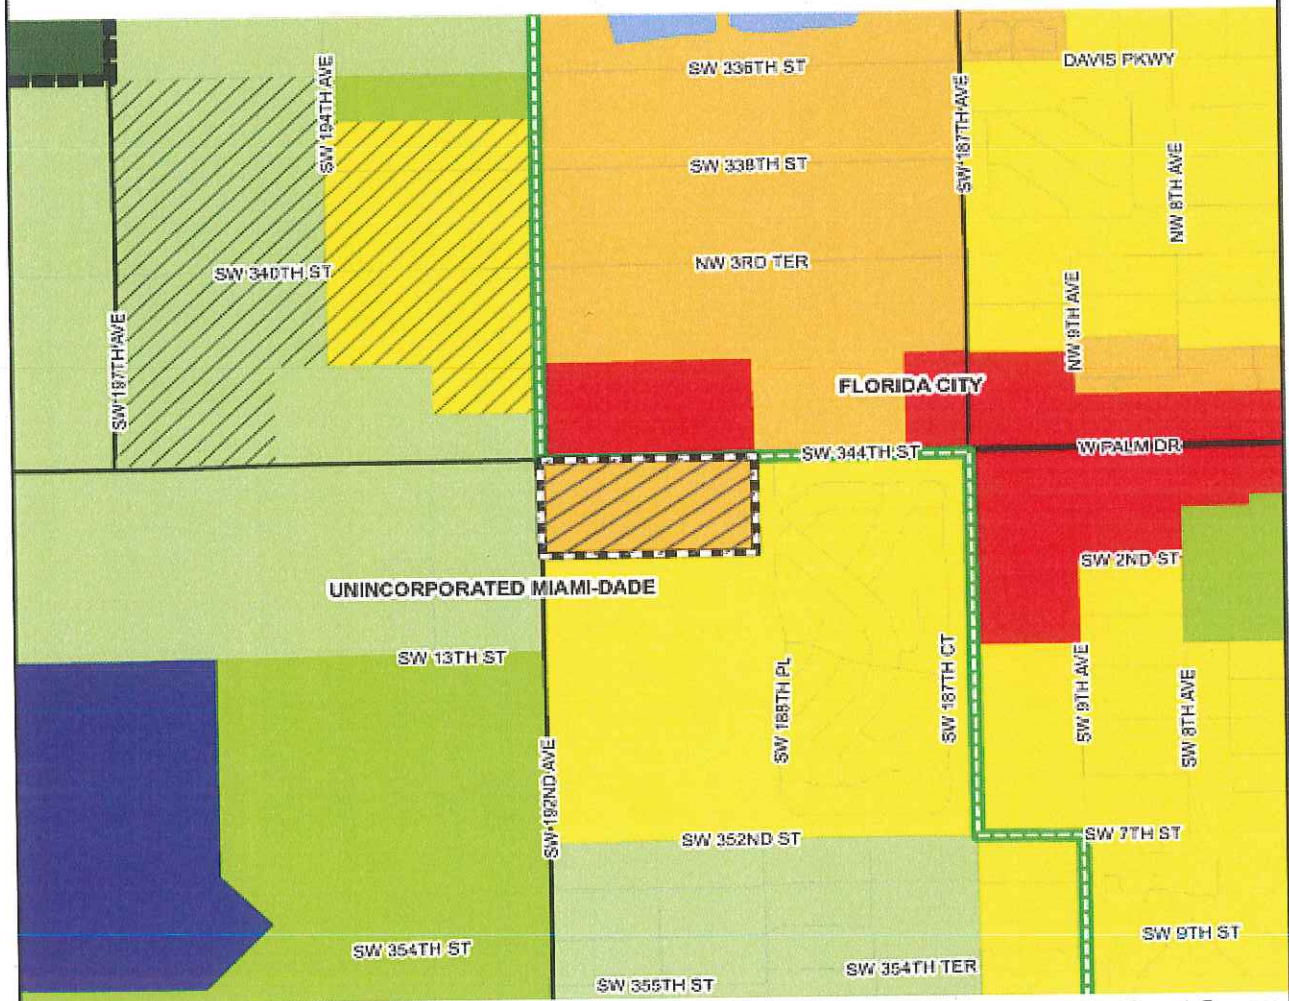 DAVIS PKWY
SW 336TH ST
SW 194TH AVE
SW 187TH AVE
SW 338TH ST
NW 8TH AVE
NW 3RD TER
SW 340TH ST
NW 9TH AVE
SW 197TH AVE
FLORIDA CITY
W PALM DR
SW 344TH ST
SW 2ND ST
UNINCORPORATED MIAMI-DADE
SW 13TH ST
SW 188TH PL
SW 187TH CT
SW 9TH AVE
SW 8TH AVE
SW 192ND AVE
SW 352ND ST
SW 7TH ST
SW 9TH ST
SW 354TH ST
SW 354TH TER
SW 355TH ST